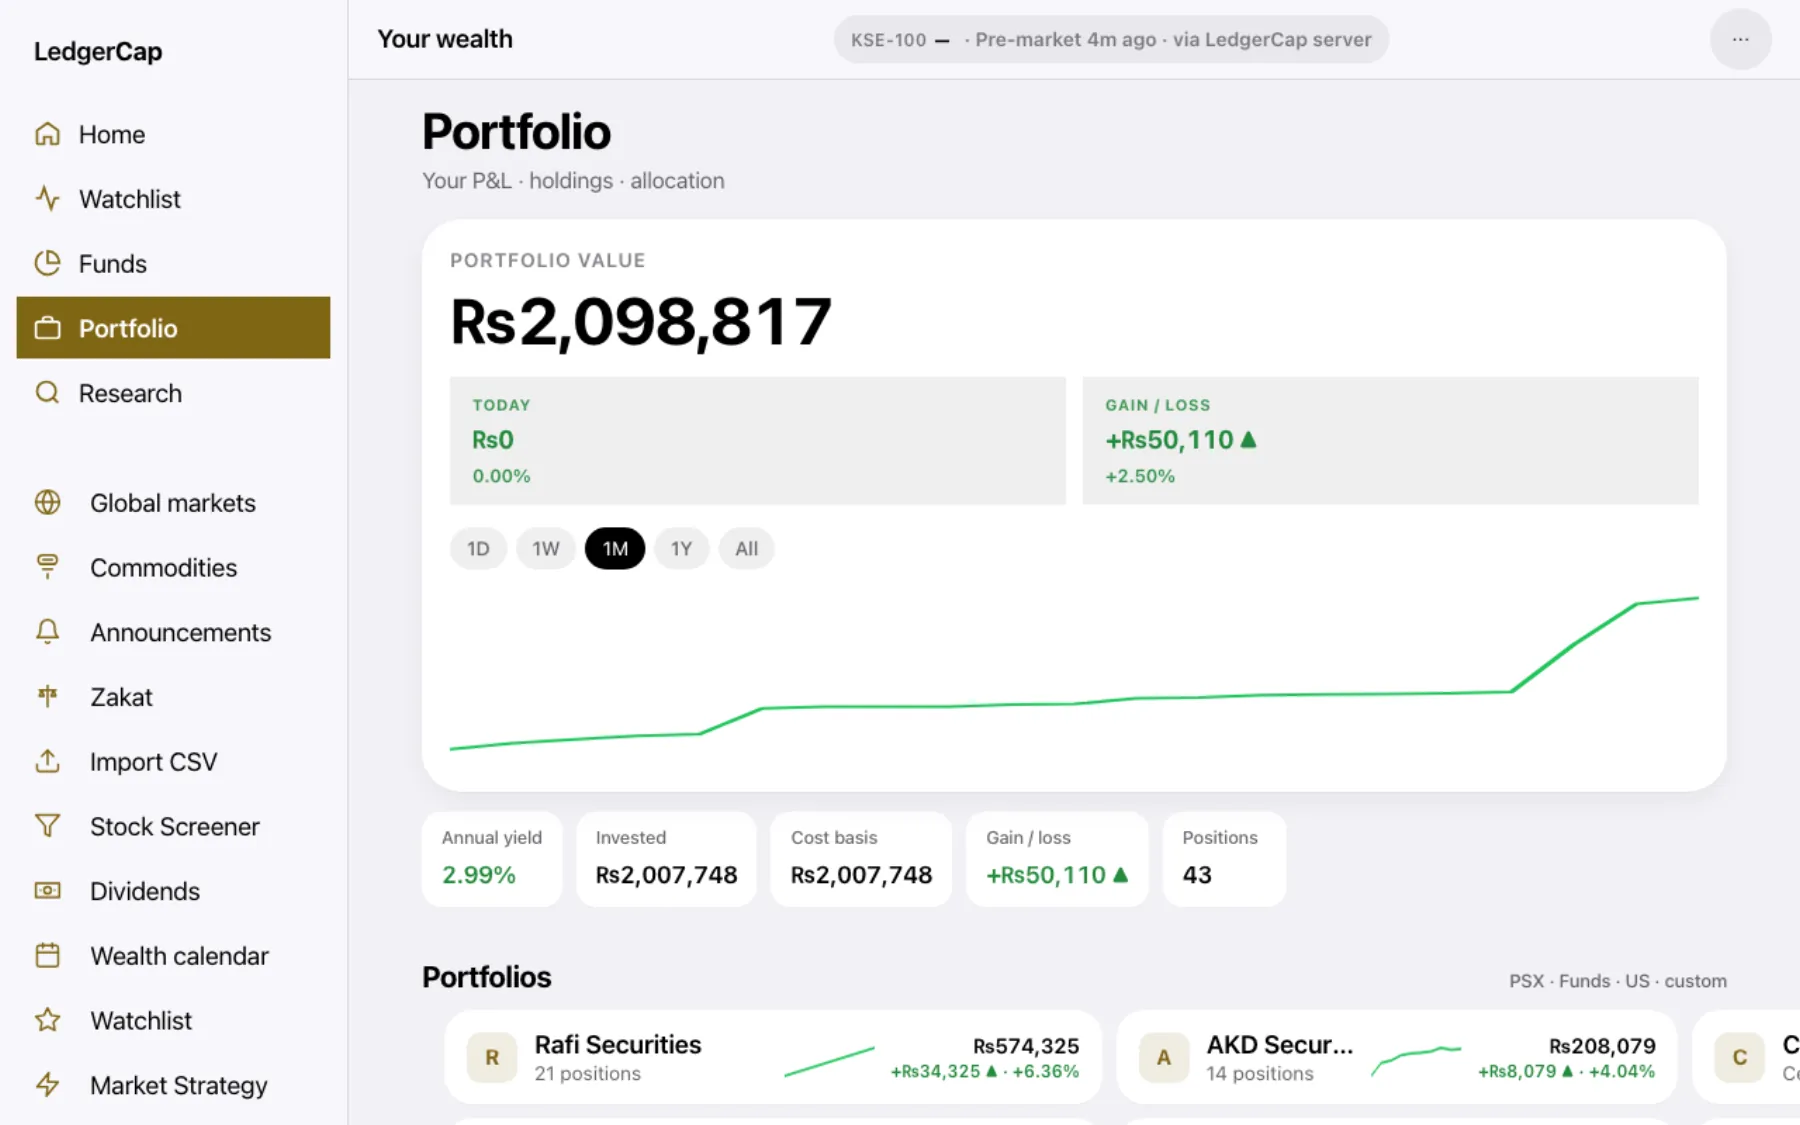 LedgerCap
Home
Watchlist
Funds
Portfolio
Research
Global markets
Commodities
Announcements
Zakat
Import CSV
Stock Screener
Dividends
Wealth calendar
Watchlist
Market Strategy
Your wealth
KSE-100 — · Pre-market 4m ago · via LedgerCap server
...
Portfolio
Your P&L · holdings · allocation
PORTFOLIO VALUE
Rs2,098,817
TODAY
Rs0
0.00%
GAIN / LOSS
+Rs50,110 ▲
+2.50%
1D 1W 1M 1Y All
Annual yield
2.99%
Invested
Rs2,007,748
Cost basis
Rs2,007,748
Gain / loss
+Rs50,110 ▲
Positions
43
Portfolios
PSX · Funds · US · custom
R
Rafi Securities
21 positions
Rs574,325
+Rs34,325 ▲ · +6.36%
A
AKD Secur...
14 positions
Rs208,079
+Rs8,079 ▲ · +4.04%
C